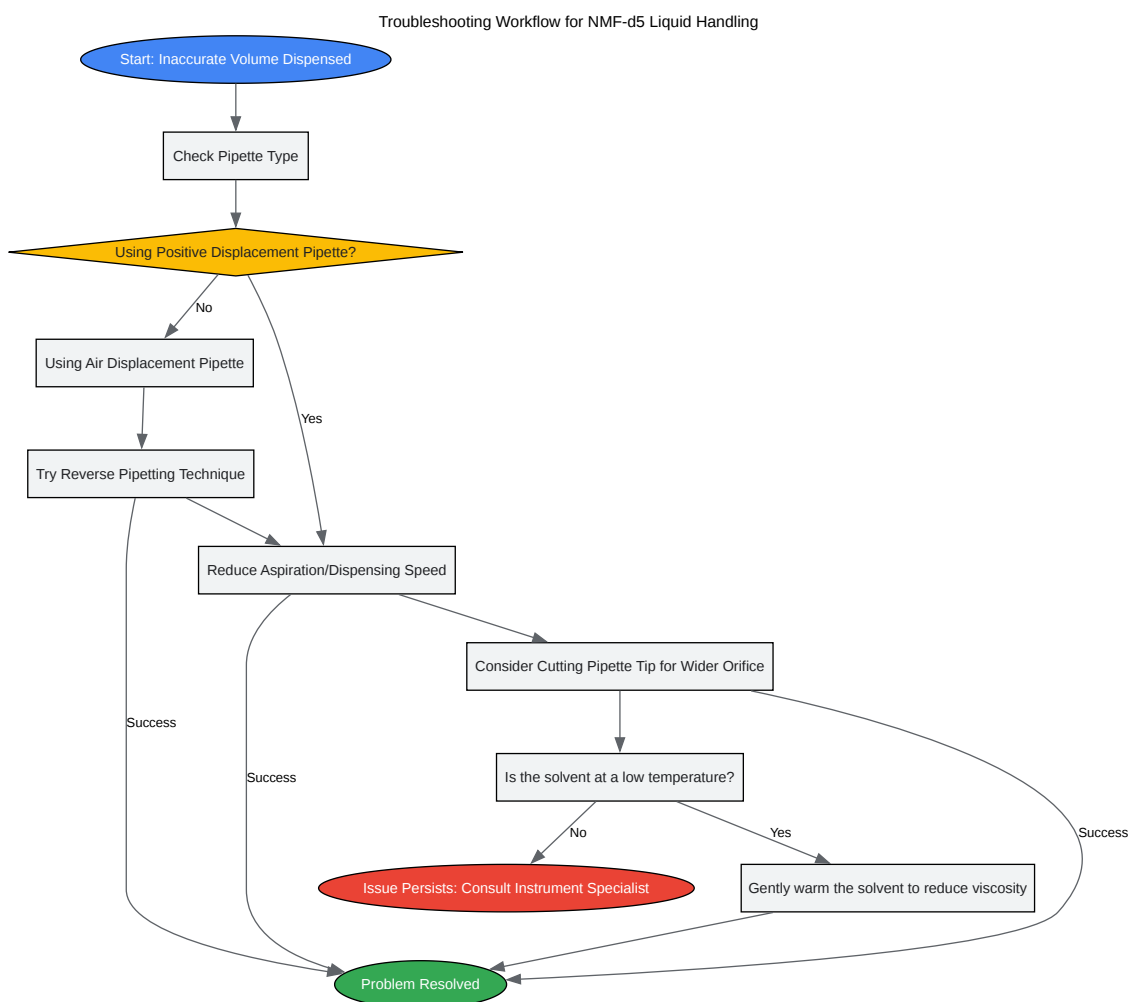 Troubleshooting Workflow for NMF-d5 Liquid Handling
Start: Inaccurate Volume Dispensed
Check Pipette Type
Using Positive Displacement Pipette?
No
Using Air Displacement Pipette
Yes
Try Reverse Pipetting Technique
Reduce Aspiration/Dispensing Speed
Consider Cutting Pipette Tip for Wider Orifice
Success
Success
Is the solvent at a low temperature?
No
Yes
Success
Issue Persists: Consult Instrument Specialist
Gently warm the solvent to reduce viscosity
Problem Resolved